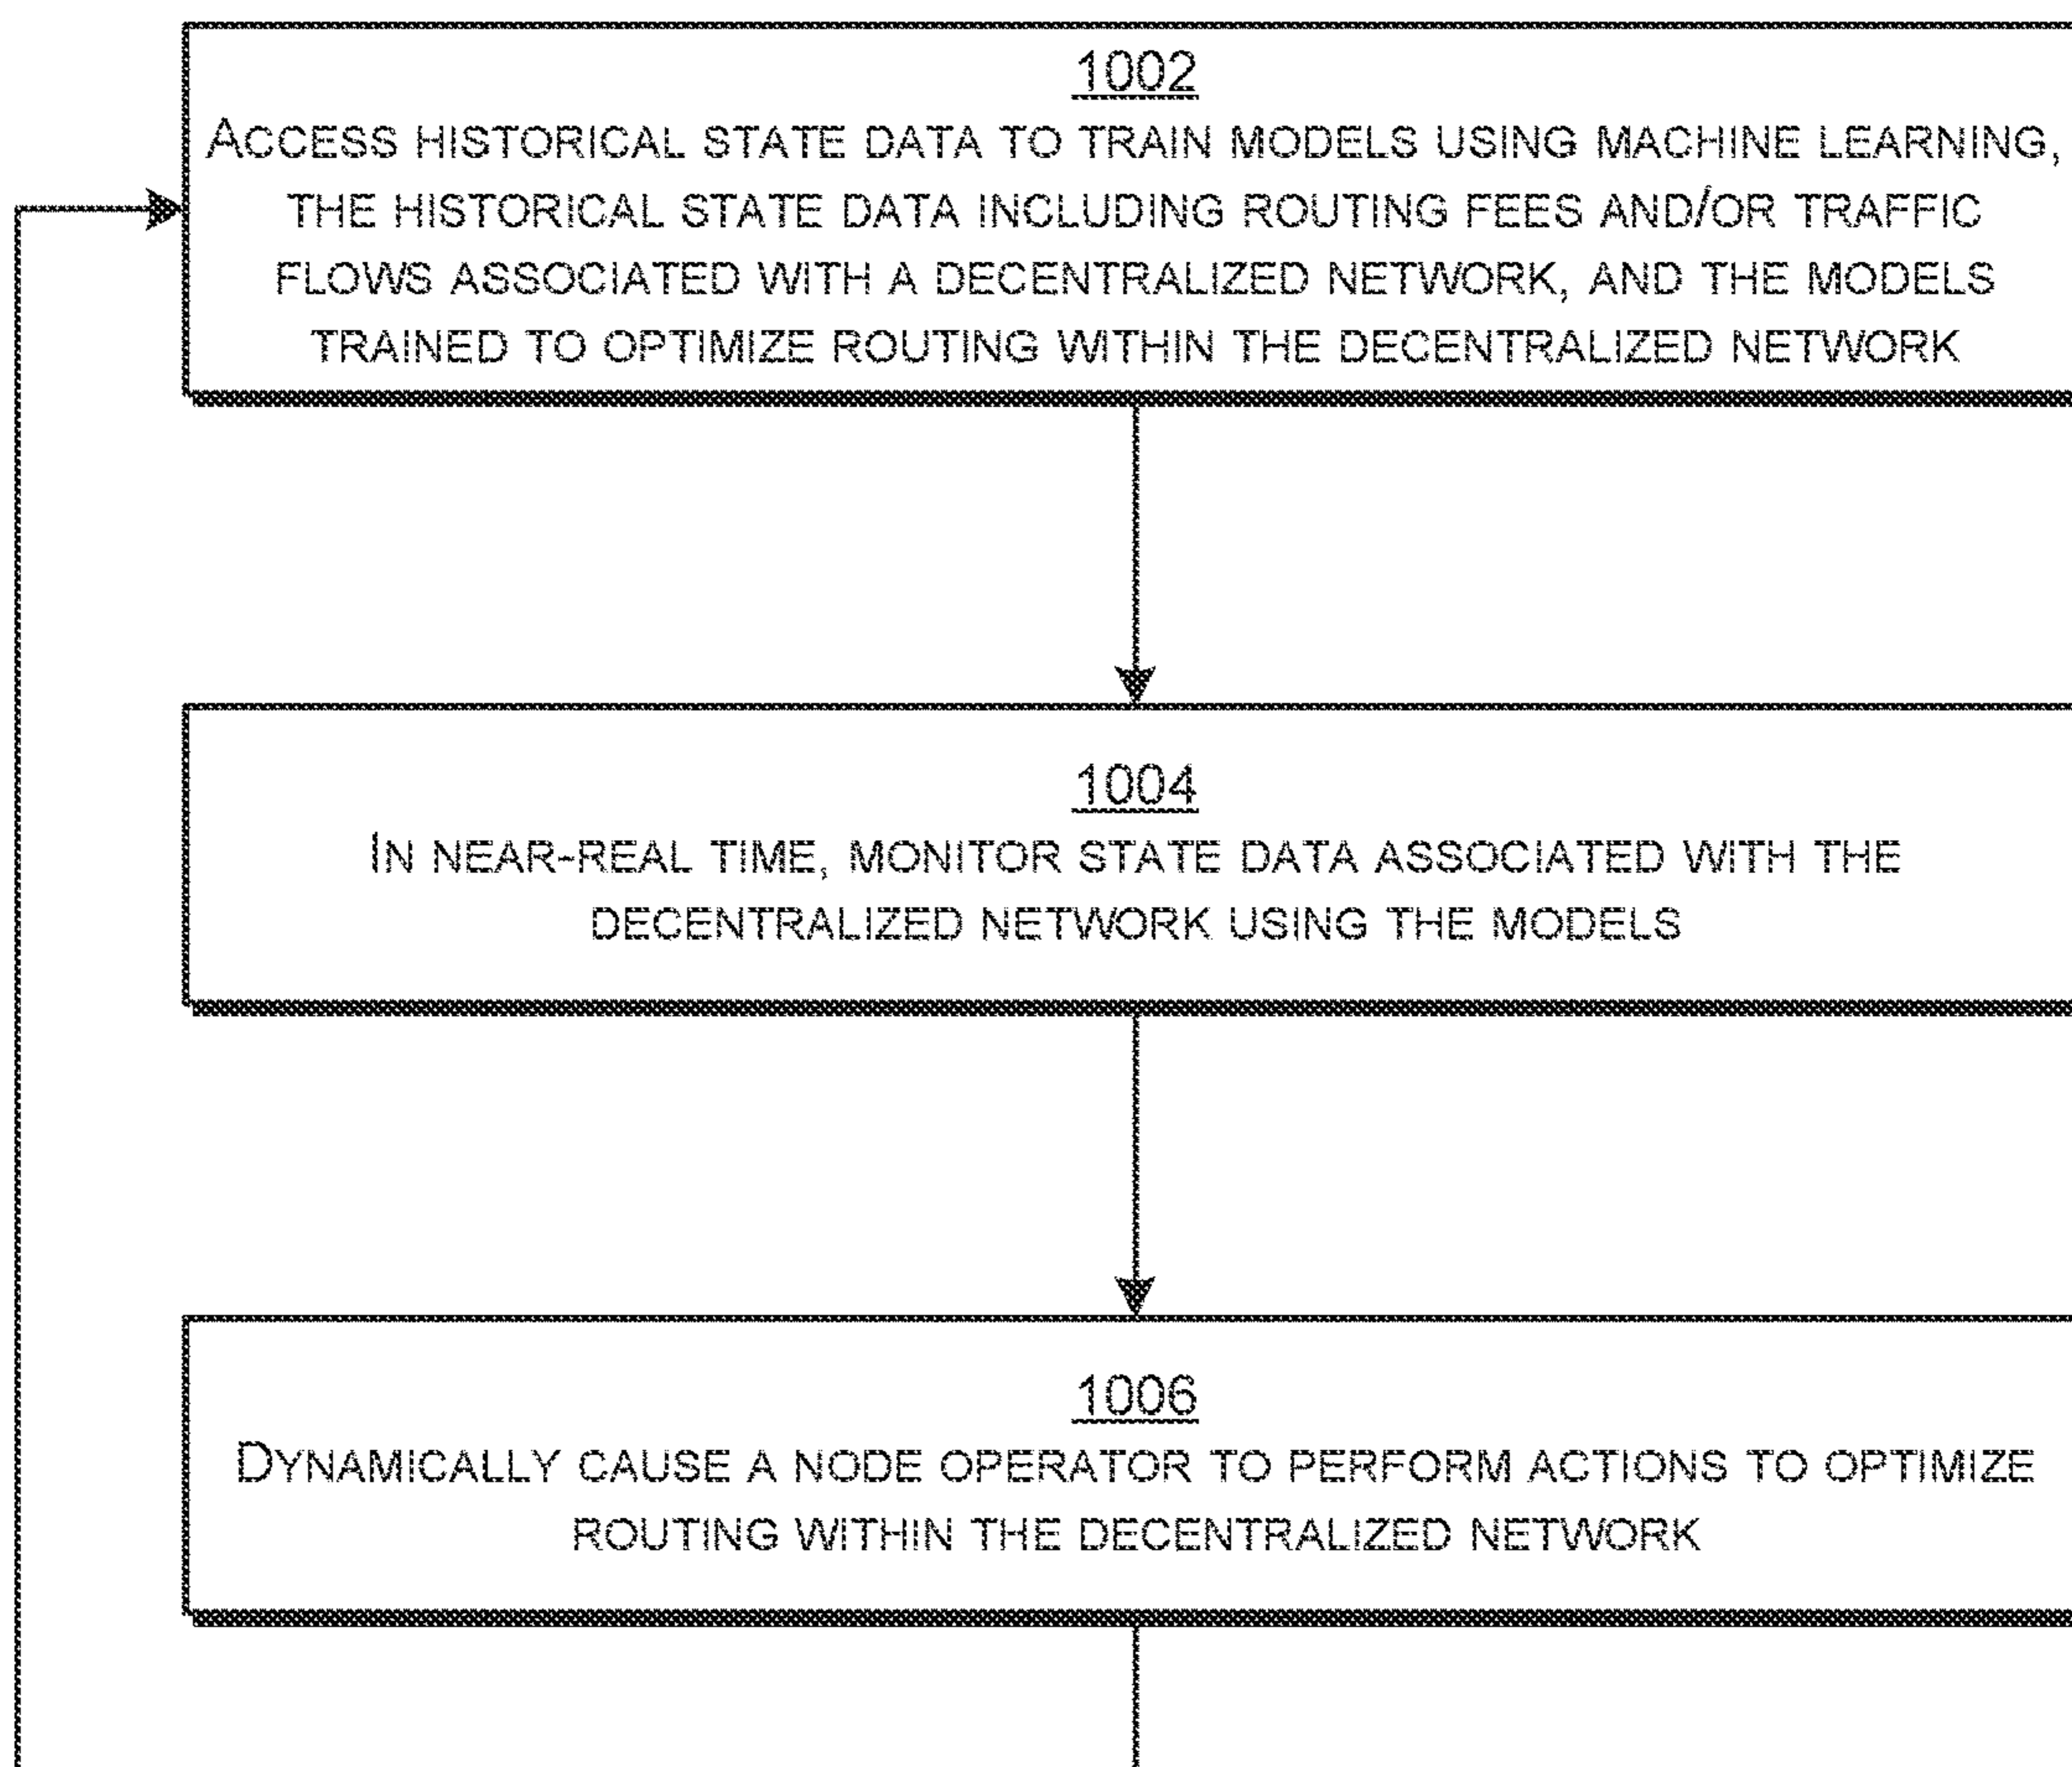 1002
ACCESS HISTORICAL STATE DATA TO TRAIN MODELS USING MACHINE LEARNING,
THE HISTORICAL STATE DATA INCLUDING ROUTING FEES AND/OR TRAFFIC
FLOWS ASSOCIATED WITH A DECENTRALIZED NETWORK, AND THE MODELS
TRAINED TO OPTIMIZE ROUTING WITHIN THE DECENTRALIZED NETWORK
1004
IN NEAR-REAL TIME, MONITOR STATE DATA ASSOCIATED WITH THE
DECENTRALIZED NETWORK USING THE MODELS
1006
DYNAMICALLY CAUSE A NODE OPERATOR TO PERFORM ACTIONS TO OPTIMIZE
ROUTING WITHIN THE DECENTRALIZED NETWORK